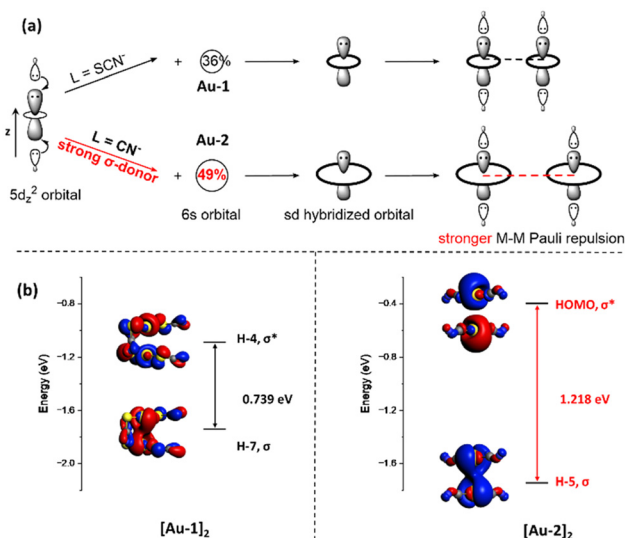 (a)
L = SCN⁻
+ 36%
Au-1
z
L = CN⁻
strong σ-donor
Au-2
+ 49%
5dz² orbital
6s orbital
sd hybridized orbital
stronger M-M Pauli repulsion
(b)
Energy (eV)
-0.8
-1.2
-1.6
-2.0
H-4, σ*
0.739 eV
H-7, σ
[Au-1]₂
Energy (eV)
-0.4
-0.8
-1.2
-1.6
HOMO, σ*
1.218 eV
H-5, σ
[Au-2]₂